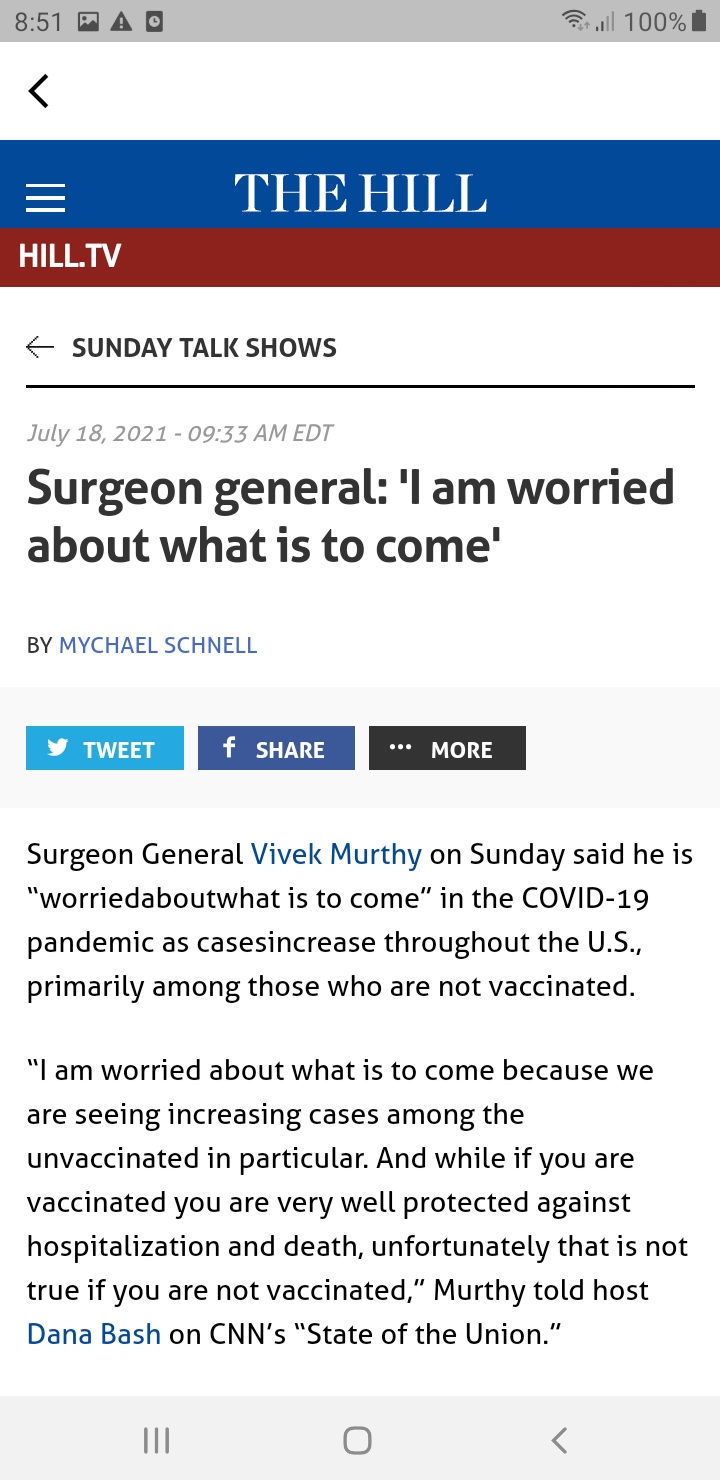 8:51 100%
THE HILL
HILL.TV
SUNDAY TALK SHOWS
July 18, 2021 - 09:33 AM EDT
Surgeon general: 'I am worried
about what is to come'
BY MYCHAEL SCHNELL
TWEET SHARE MORE
Surgeon General Vivek Murthy on Sunday said he is
“worriedaboutwhat is to come” in the COVID-19
pandemic as casesincrease throughout the U.S.,
primarily among those who are not vaccinated.
“I am worried about what is to come because we
are seeing increasing cases among the
unvaccinated in particular. And while if you are
vaccinated you are very well protected against
hospitalization and death, unfortunately that is not
true if you are not vaccinated,” Murthy told host
Dana Bash on CNN’s “State of the Union.”